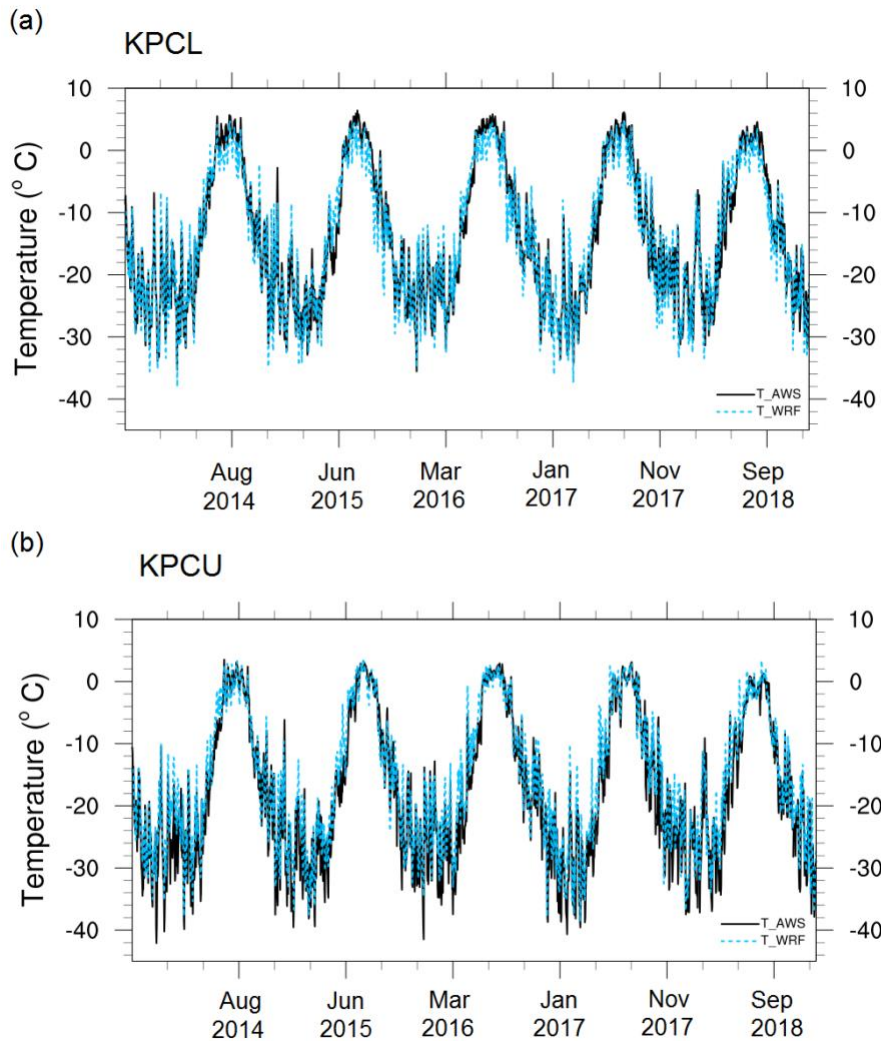 (a)
KPCL
10 10
0 0
-10 -10
-20 -20
-30 -30
-40 -40
Temperature (° C)
T_AWS
T_WRF
Aug Jun Mar Jan Nov Sep
2014 2015 2016 2017 2017 2018
(b)
KPCU
10 10
0 0
-10 -10
-20 -20
-30 -30
-40 -40
Temperature (° C)
T_AWS
T_WRF
Aug Jun Mar Jan Nov Sep
2014 2015 2016 2017 2017 2018